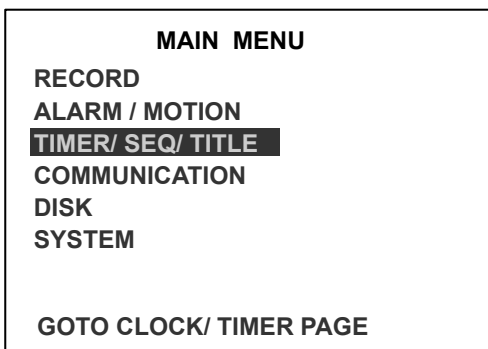 MAIN MENU
RECORD
ALARM / MOTION
TIMER/ SEQ/ TITLE
COMMUNICATION
DISK
SYSTEM
GOTO CLOCK/ TIMER PAGE